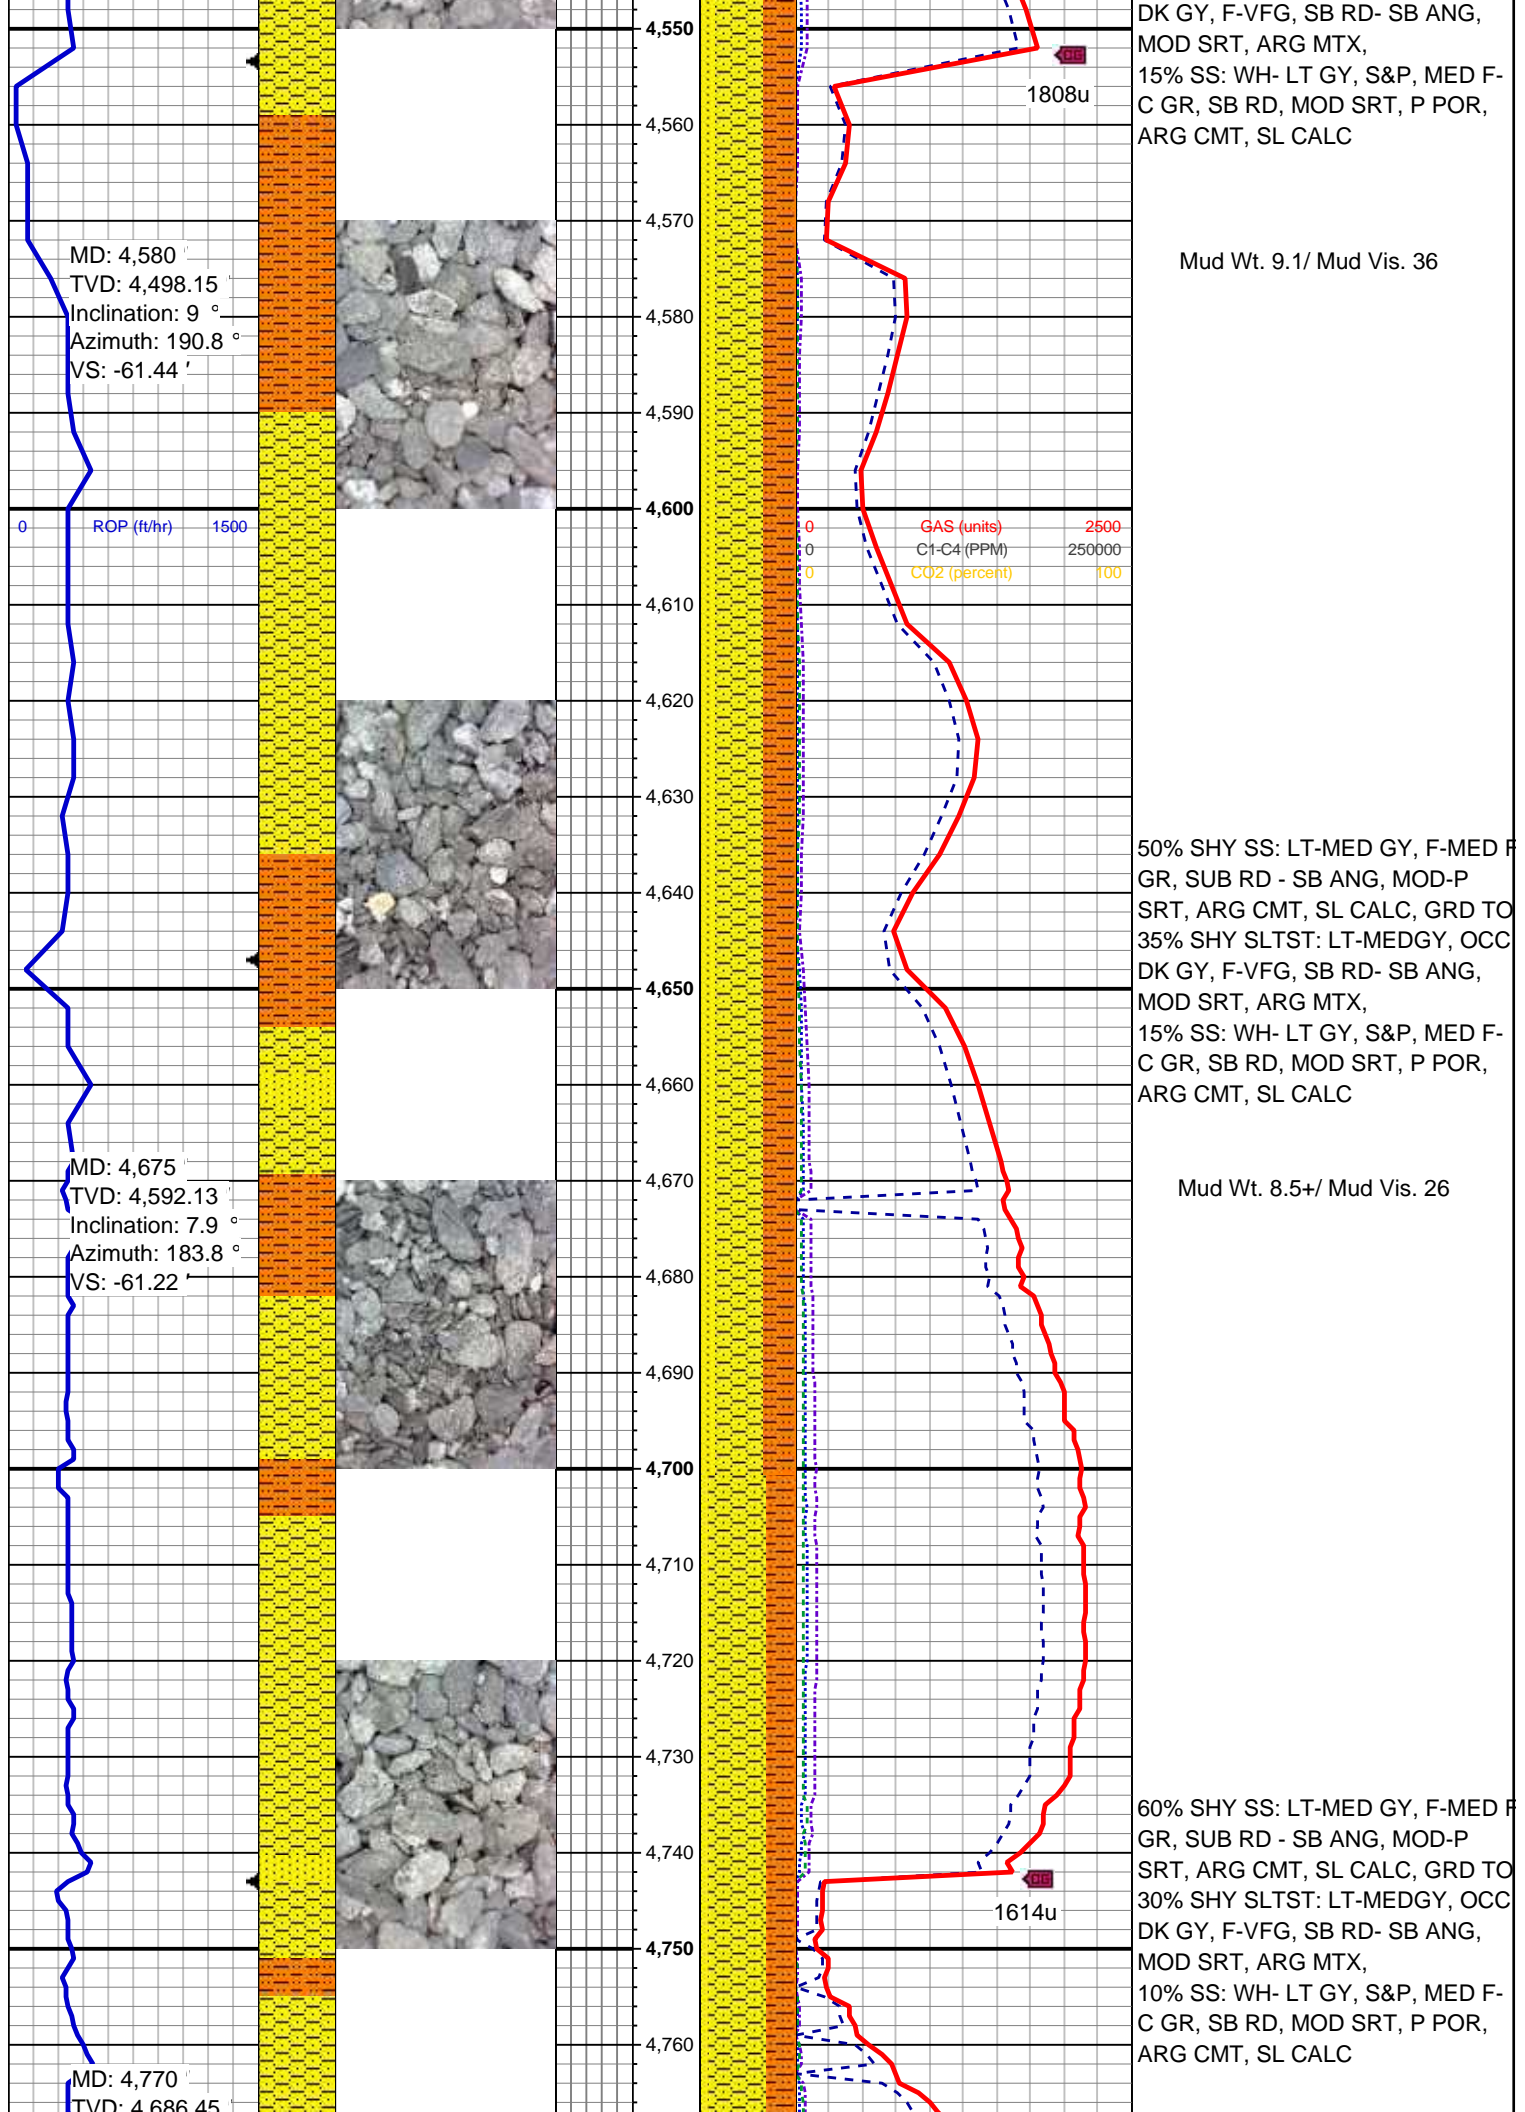 DK GY, F-VFG, SB RD- SB ANG,
MOD SRT, ARG MTX,
15% SS: WH- LT GY, S&P, MED F-
C GR, SB RD, MOD SRT, P POR,
ARG CMT, SL CALC
4,550
CG
1808u
4,560
4,570
MD: 4,580 '
TVD: 4,498.15 '
Inclination: 9 °
Azimuth: 190.8 °
VS: -61.44 '
Mud Wt. 9.1/ Mud Vis. 36
4,580
4,590
4,600
0 ROP (ft/hr) 1500
0 GAS (units) 2500
0 C1-C4 (PPM) 250000
0 CO2 (percent) 100
4,610
4,620
4,630
4,640
4,650
50% SHY SS: LT-MED GY, F-MED F
GR, SUB RD - SB ANG, MOD-P
SRT, ARG CMT, SL CALC, GRD TO
35% SHY SLTST: LT-MEDGY, OCC
DK GY, F-VFG, SB RD- SB ANG,
MOD SRT, ARG MTX,
15% SS: WH- LT GY, S&P, MED F-
C GR, SB RD, MOD SRT, P POR,
ARG CMT, SL CALC
4,660
4,670
MD: 4,675 '
TVD: 4,592.13 '
Inclination: 7.9 °
Azimuth: 183.8 °
VS: -61.22 '
Mud Wt. 8.5+/ Mud Vis. 26
4,680
4,690
4,700
4,710
4,720
4,730
4,740
CG
1614u
4,750
60% SHY SS: LT-MED GY, F-MED F
GR, SUB RD - SB ANG, MOD-P
SRT, ARG CMT, SL CALC, GRD TO
30% SHY SLTST: LT-MEDGY, OCC
DK GY, F-VFG, SB RD- SB ANG,
MOD SRT, ARG MTX,
10% SS: WH- LT GY, S&P, MED F-
C GR, SB RD, MOD SRT, P POR,
ARG CMT, SL CALC
4,760
MD: 4,770 '
TVD: 4,686.45 '